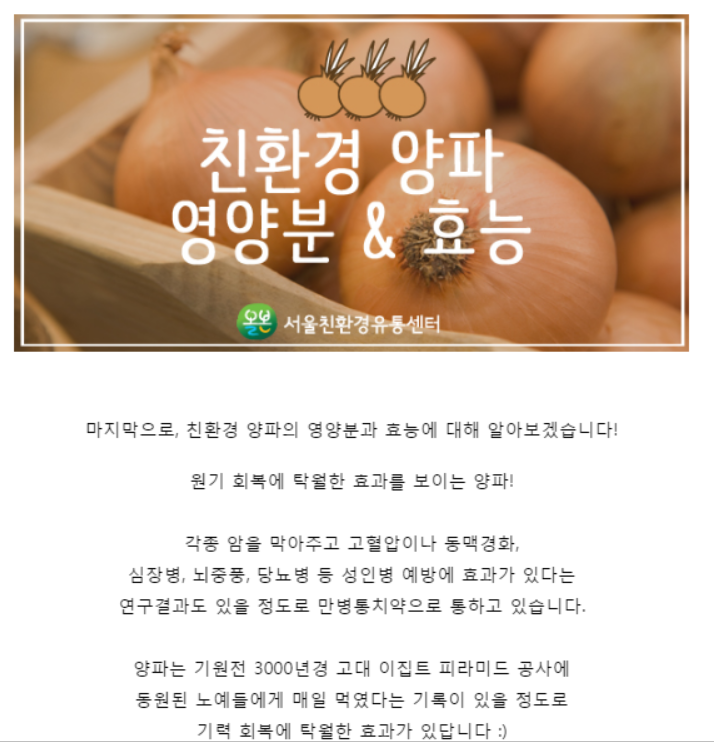 친환경 양파
영양분 & 효능
올본 서울친환경유통센터
마지막으로, 친환경 양파의 영양분과 효능에 대해 알아보겠습니다!
원기 회복에 탁월한 효과를 보이는 양파!
각종 암을 막아주고 고혈압이나 동맥경화,
심장병, 뇌중풍, 당뇨병 등 성인병 예방에 효과가 있다는
연구결과도 있을 정도로 만병통치약으로 통하고 있습니다.
양파는 기원전 3000년경 고대 이집트 피라미드 공사에
동원된 노예들에게 매일 먹였다는 기록이 있을 정도로
기력 회복에 탁월한 효과가 있답니다 :)